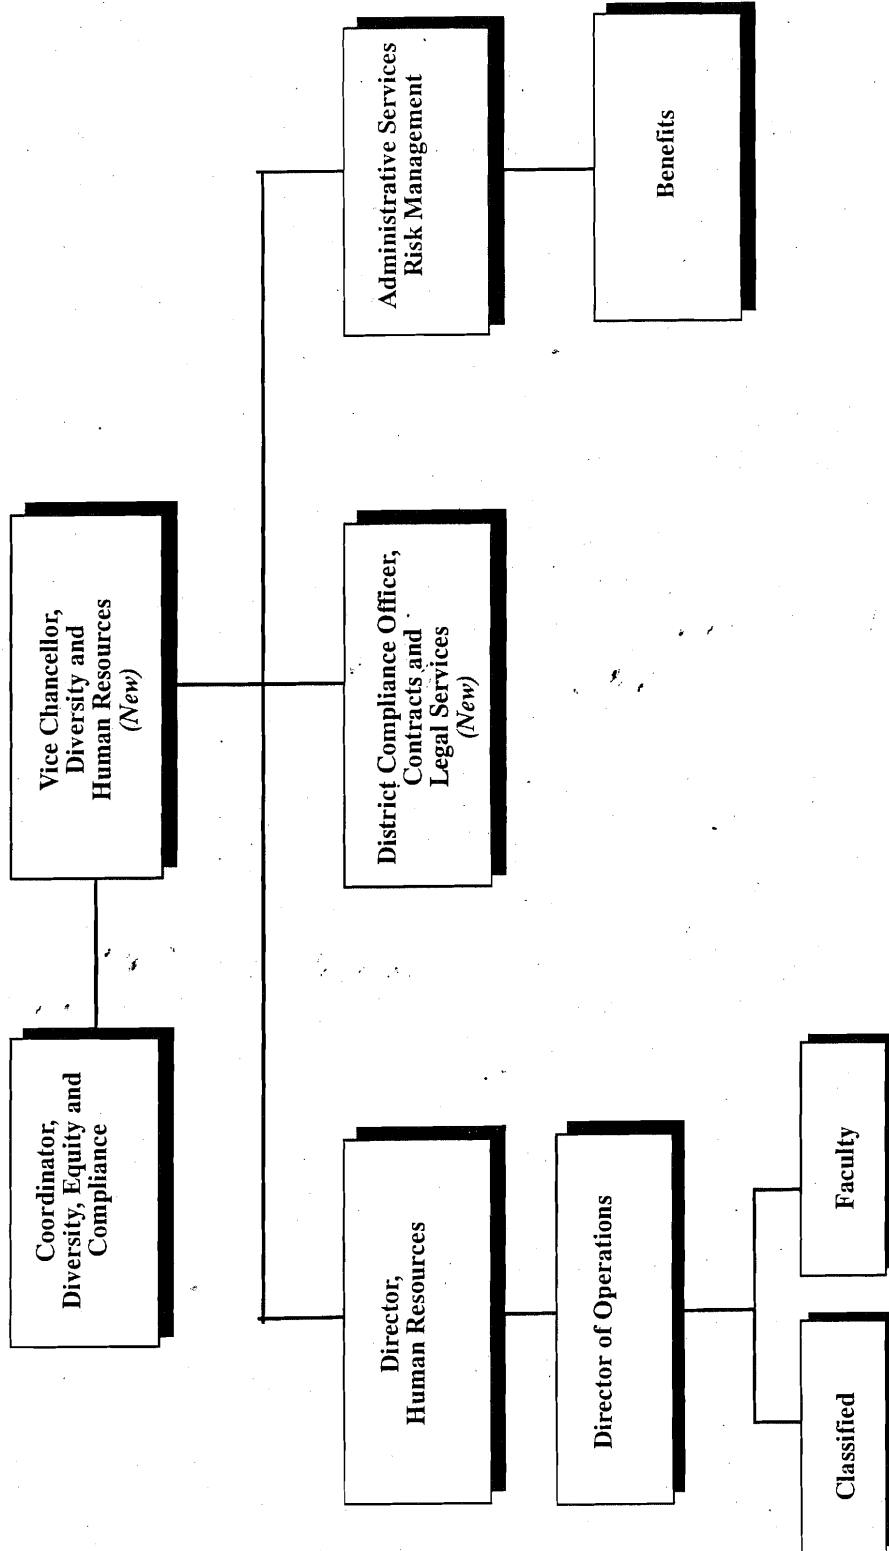 Coordinator,
Diversity, Equity and
Compliance
Vice Chancellor,
Diversity and
Human Resources
(New)
Director,
Human Resources
District Compliance Officer,
Contracts and
Legal Services
(New)
Administrative Services
Risk Management
Director of Operations
Benefits
Classified
Faculty